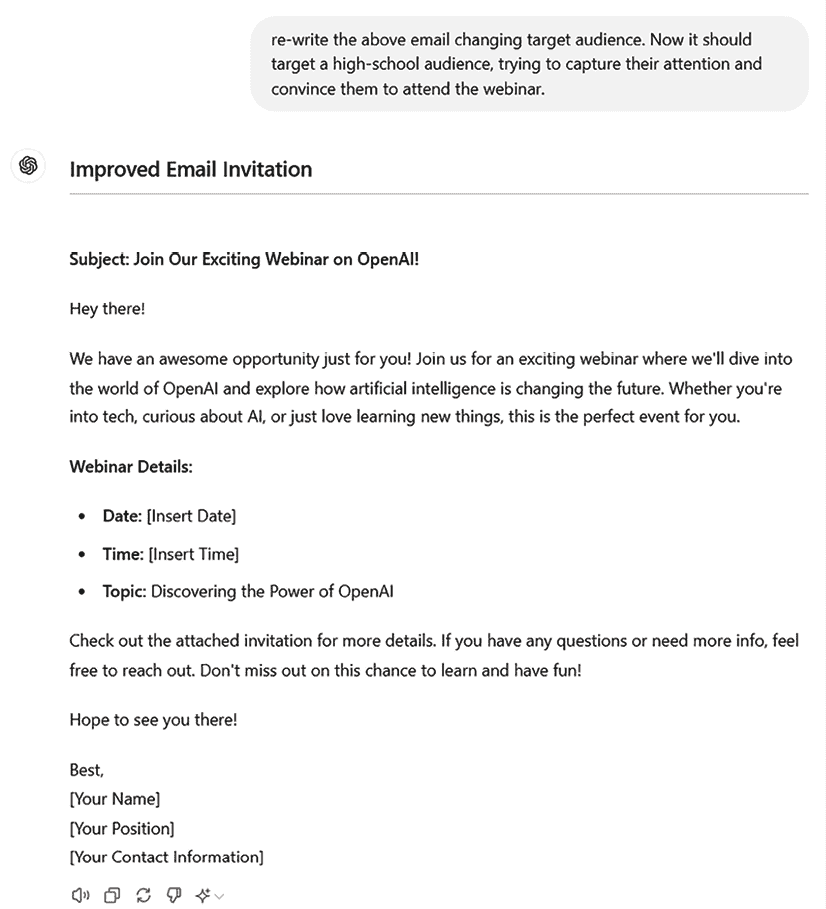 re-write the above email changing target audience. Now it should
target a high-school audience, trying to capture their attention and
convince them to attend the webinar.
Improved Email Invitation
Subject: Join Our Exciting Webinar on OpenAI!
Hey there!
We have an awesome opportunity just for you! Join us for an exciting webinar where we'll dive into
the world of OpenAI and explore how artificial intelligence is changing the future. Whether you're
into tech, curious about AI, or just love learning new things, this is the perfect event for you.
Webinar Details:
• Date: [Insert Date]
• Time: [Insert Time]
• Topic: Discovering the Power of OpenAI
Check out the attached invitation for more details. If you have any questions or need more info, feel
free to reach out. Don't miss out on this chance to learn and have fun!
Hope to see you there!
Best,
[Your Name]
[Your Position]
[Your Contact Information]